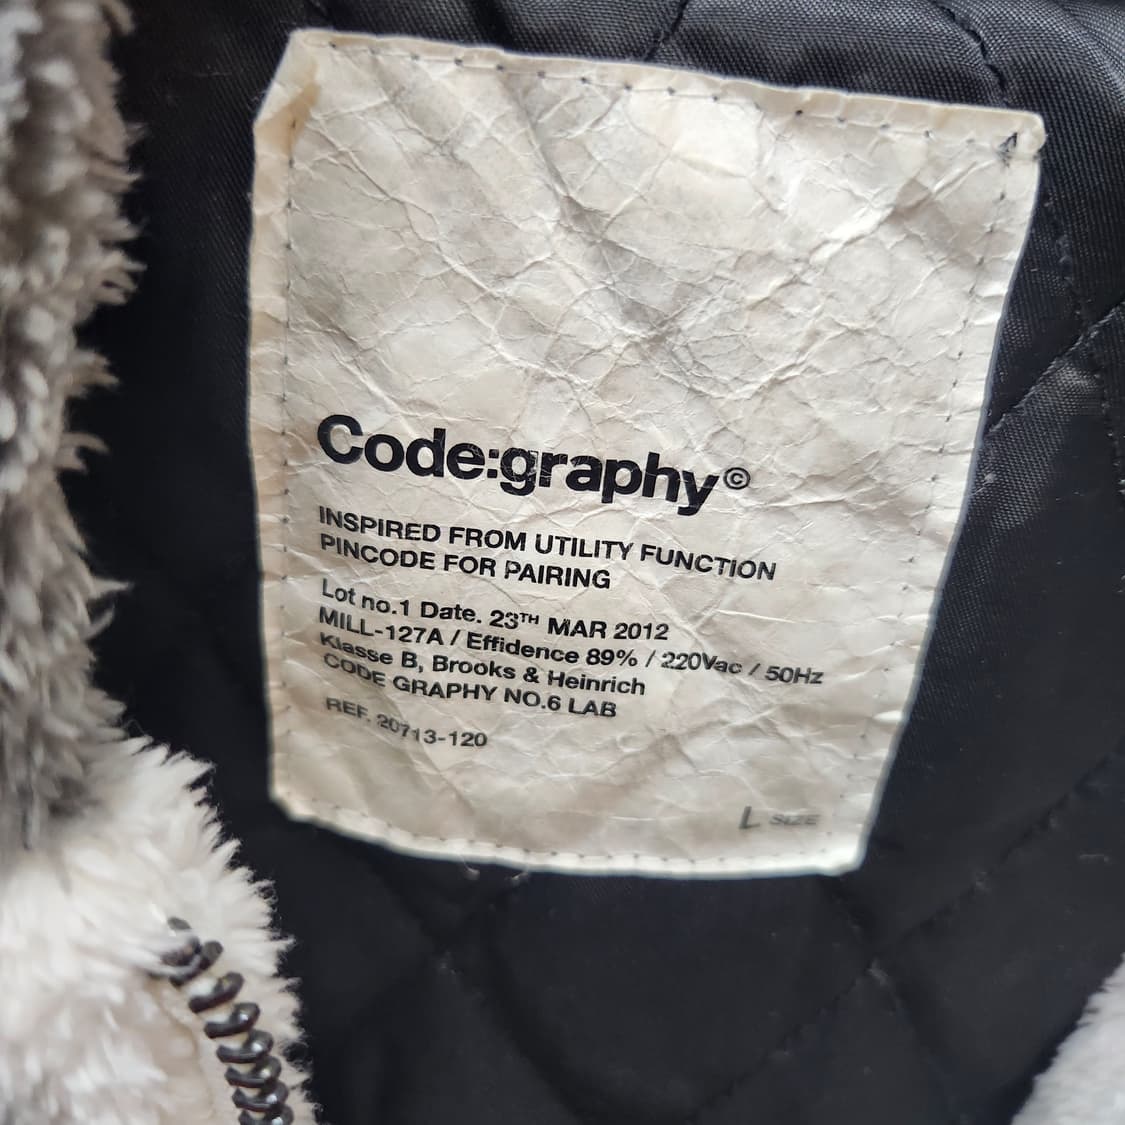 Code:graphy©
INSPIRED FROM UTILITY FUNCTION
PINCODE FOR PAIRING
Lot no.1 Date. 23TH MAR 2012
MILL-127A / Effidence 89% / 220Vac / 50Hz
Klasse B, Brooks & Heinrich
CODE GRAPHY NO.6 LAB
REF. 20713-120
L SIZE